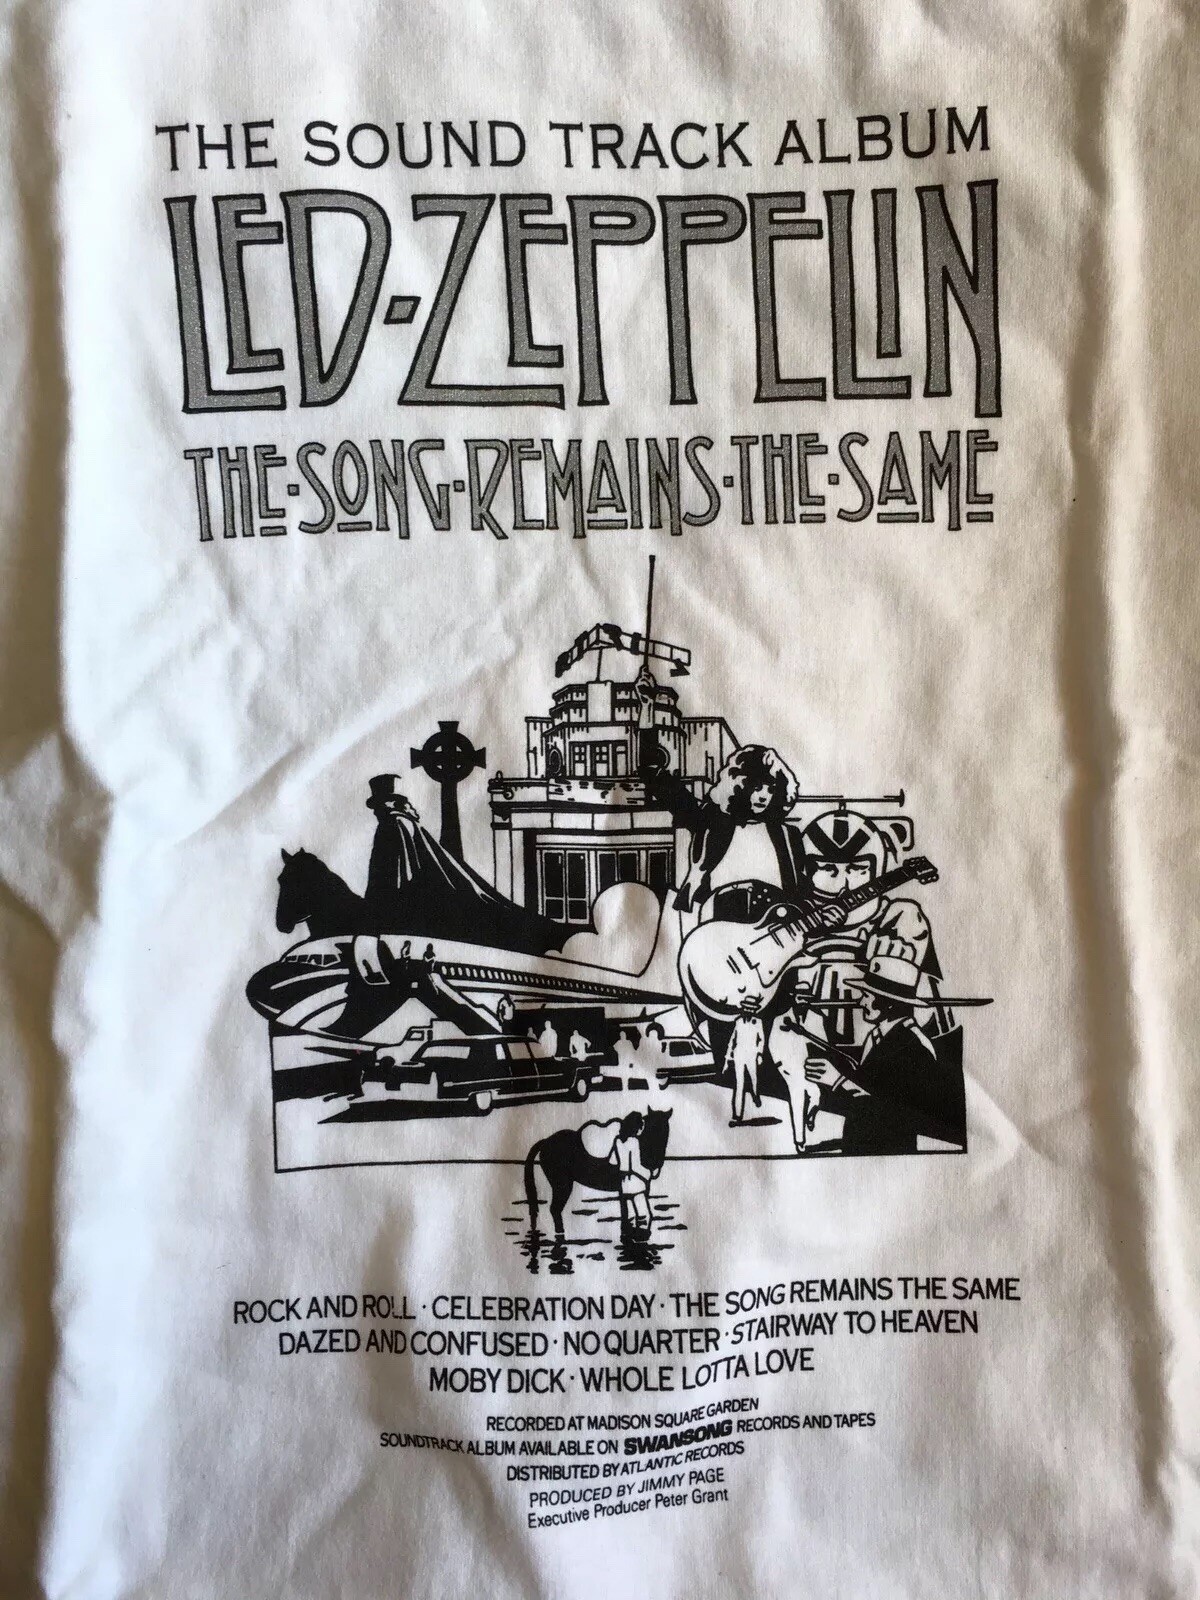 THE SOUND TRACK ALBUM
LED·ZEPPELIN
THE·SONG·REMAINS·THE·SAME
ROCK AND ROLL · CELEBRATION DAY · THE SONG REMAINS THE SAME
DAZED AND CONFUSED · NO QUARTER · STAIRWAY TO HEAVEN
MOBY DICK · WHOLE LOTTA LOVE
RECORDED AT MADISON SQUARE GARDEN
SOUNDTRACK ALBUM AVAILABLE ON SWANSONG RECORDS AND TAPES
DISTRIBUTED BY ATLANTIC RECORDS
PRODUCED BY JIMMY PAGE
Executive Producer Peter Grant